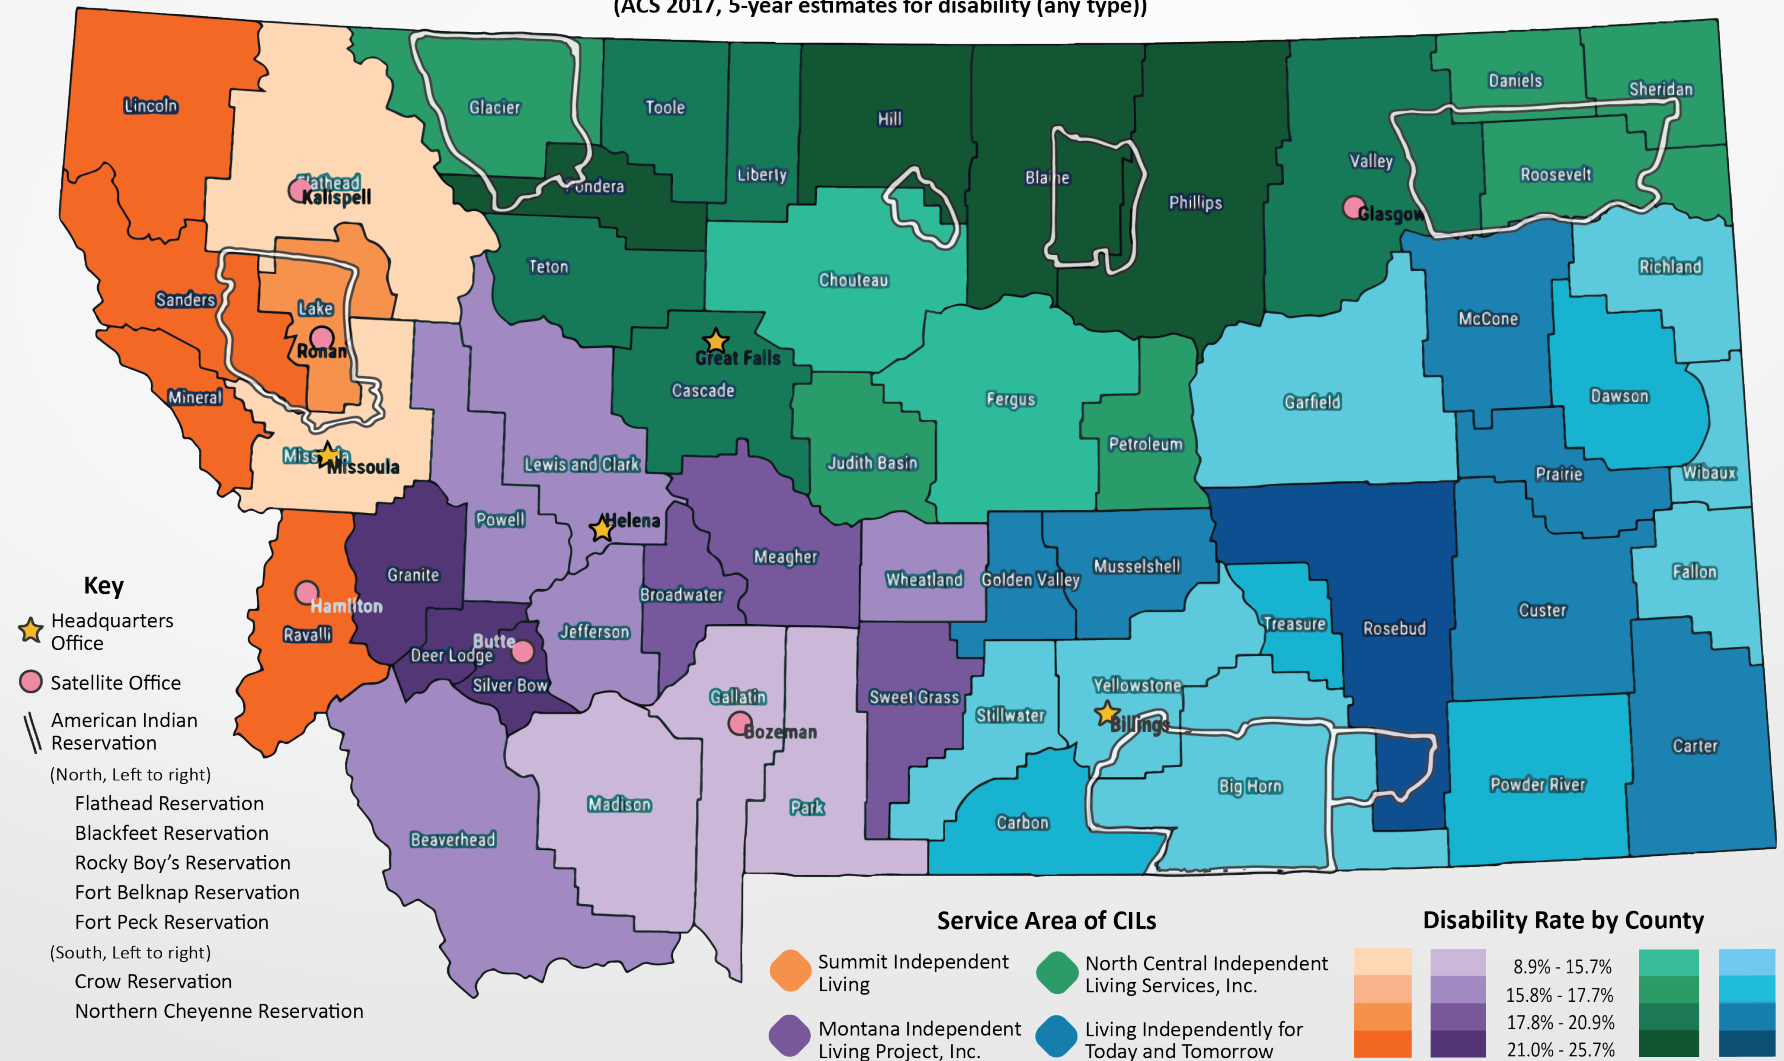 (ACS 2017, 5-year estimates for disability (any type))
Lincoln
Flathead
Kalispell
Glacier
Toole
Liberty
Hill
Blaine
Phillips
Valley
Glasgow
Daniels
Sheridan
Roosevelt
Pondera
Teton
Chouteau
Sanders
Lake
Ronan
Mineral
Missoula
Missoula
Great Falls
Cascade
Fergus
Judith Basin
Petroleum
Garfield
McCone
Richland
Dawson
Prairie
Wibaux
Lewis and Clark
Powell
Helena
Granite
Meagher
Broadwater
Wheatland
Golden Valley
Musselshell
Treasure
Rosebud
Custer
Fallon
Hamilton
Ravalli
Butte
Deer Lodge
Silver Bow
Jefferson
Gallatin
Bozeman
Sweet Grass
Stillwater
Yellowstone
Billings
Big Horn
Powder River
Carter
Carbon
Park
Madison
Beaverhead
Key
Headquarters
Office
Satellite Office
American Indian
Reservation
(North, Left to right)
Flathead Reservation
Blackfeet Reservation
Rocky Boy's Reservation
Fort Belknap Reservation
Fort Peck Reservation
(South, Left to right)
Crow Reservation
Northern Cheyenne Reservation
Service Area of CILs
Summit Independent
Living
North Central Independent
Living Services, Inc.
Montana Independent
Living Project, Inc.
Living Independently for
Today and Tomorrow
Disability Rate by County
8.9% - 15.7%
15.8% - 17.7%
17.8% - 20.9%
21.0% - 25.7%